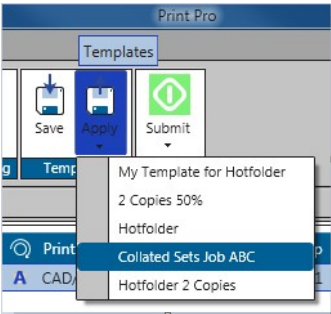 Print Pro
Templates
Save
Apply
Submit
g
Temp
My Template for Hotfolder
2 Copies 50%
Hotfolder
Print
Collated Sets Job ABC
p
A CAD/
Hotfolder 2 Copies
1